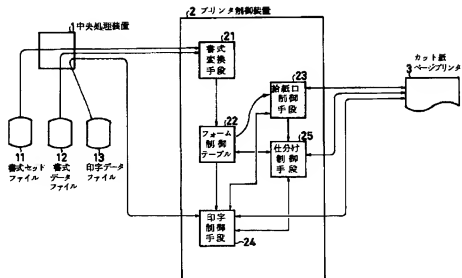 1 中央処理装置
2 プリンタ制御装置
21
書式
変換
手段
カット紙
3 ページプリンタ
23
給紙口
制御
手段
11
書式セット
ファイル
12
書式
データ
ファイル
13
印字データ
ファイル
22
フォーム
制御
テーブル
25
仕分付
制御
手段
印字
制御
手段
24